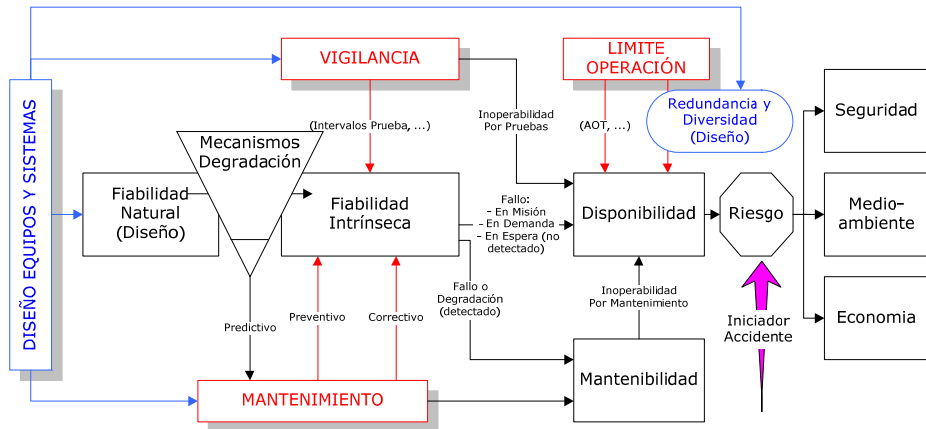 DISEÑO EQUIPOS Y SISTEMAS
VIGILANCIA
LIMITE
OPERACIÓN
(Intervalos Prueba, ...)
Inoperabilidad
Por Pruebas
(AOT, ...)
Redundancia y
Diversidad
(Diseño)
Seguridad
Mecanismos
Degradación
Fiabilidad
Natural
(Diseño)
Fiabilidad
Intrínseca
Fallo:
- En Misión
- En Demanda
- En Espera (no
detectado)
Disponibilidad
Riesgo
Medio-
ambiente
Predictivo
Preventivo
Correctivo
Fallo o
Degradación
(detectado)
Inoperabilidad
Por Mantenimiento
Iniciador
Accidente
Economia
MANTENIMIENTO
Mantenibilidad